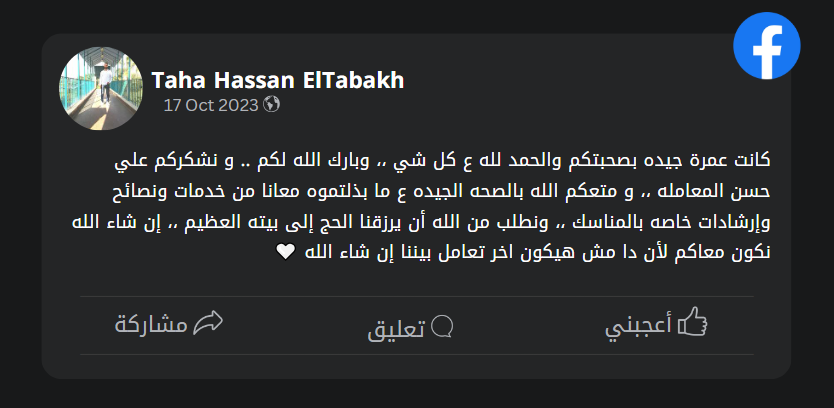 Taha Hassan ElTabakh
17 Oct 2023
كانت عمرة جيده بصحبتكم والحمد لله ع كل شي ،، وبارك الله لكم .. و نشكركم علي
حسن المعامله ،، و متعكم الله بالصحه الجيده ع ما بذلتموه معانا من خدمات ونصائح
وإرشادات خاصه بالمناسك ،، ونطلب من الله أن يرزقنا الحج إلى بيته العظيم ،، إن شاء الله
نكون معاكم لأن دا مش هيكون اخر تعامل بيننا إن شاء الله 🤍
أعجبني تعليق مشاركة